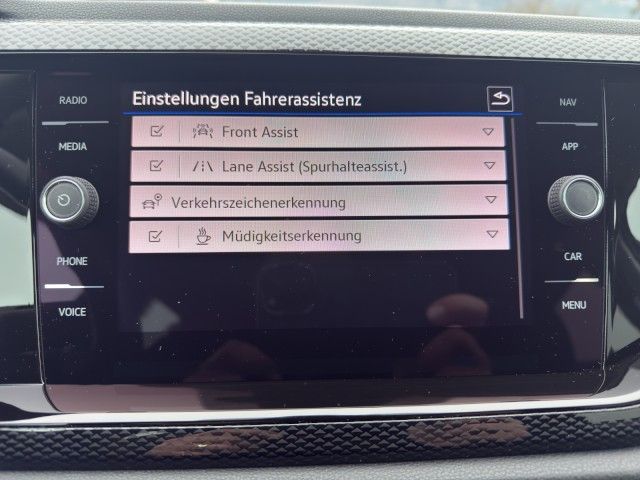 RADIO
MEDIA
PHONE
VOICE
Einstellungen Fahrerassistenz
Front Assist
Lane Assist (Spurhalteassist.)
Verkehrszeichenerkennung
Müdigkeitserkennung
NAV
APP
CAR
MENU